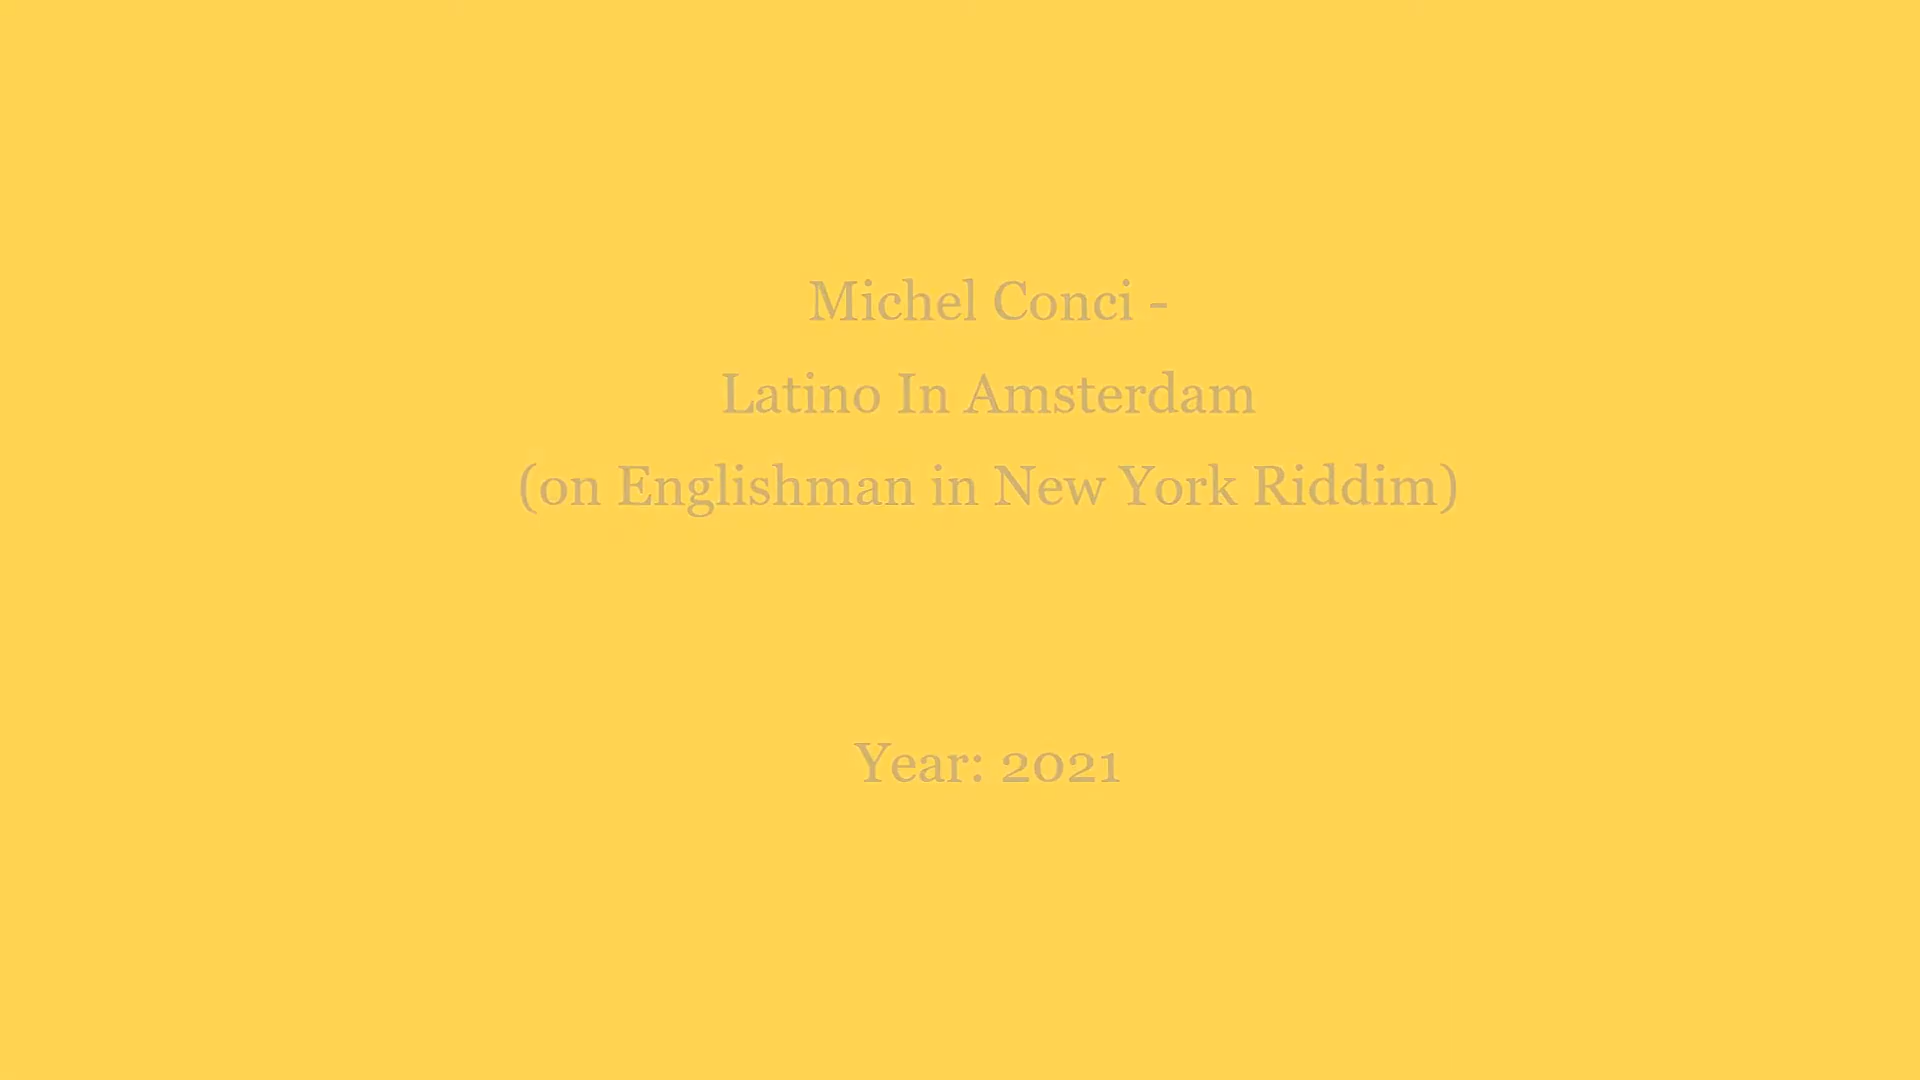 Michel Conci -
Latino In Amsterdam
(on Englishman in New York Riddim)
Year: 2021